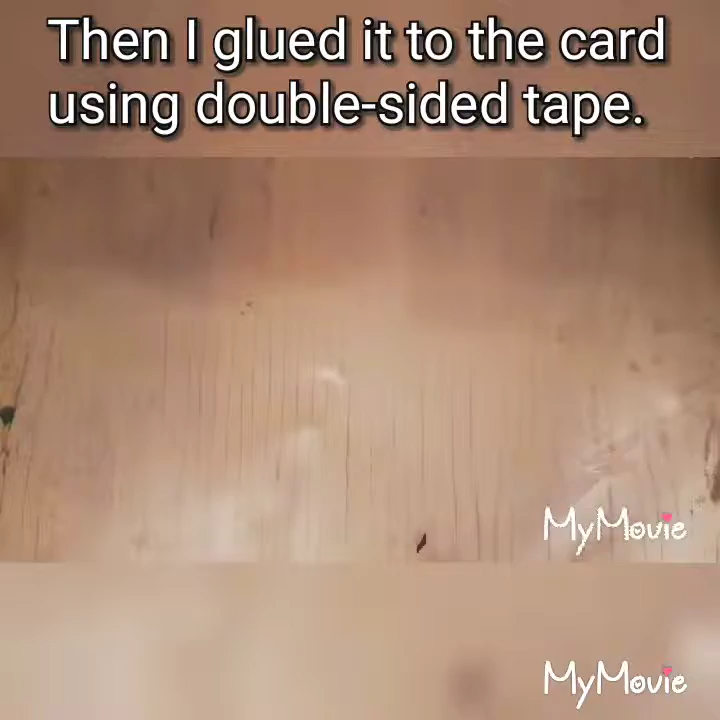 Then I glued it to the card
using double-sided tape.
MyMovie
MyMovie